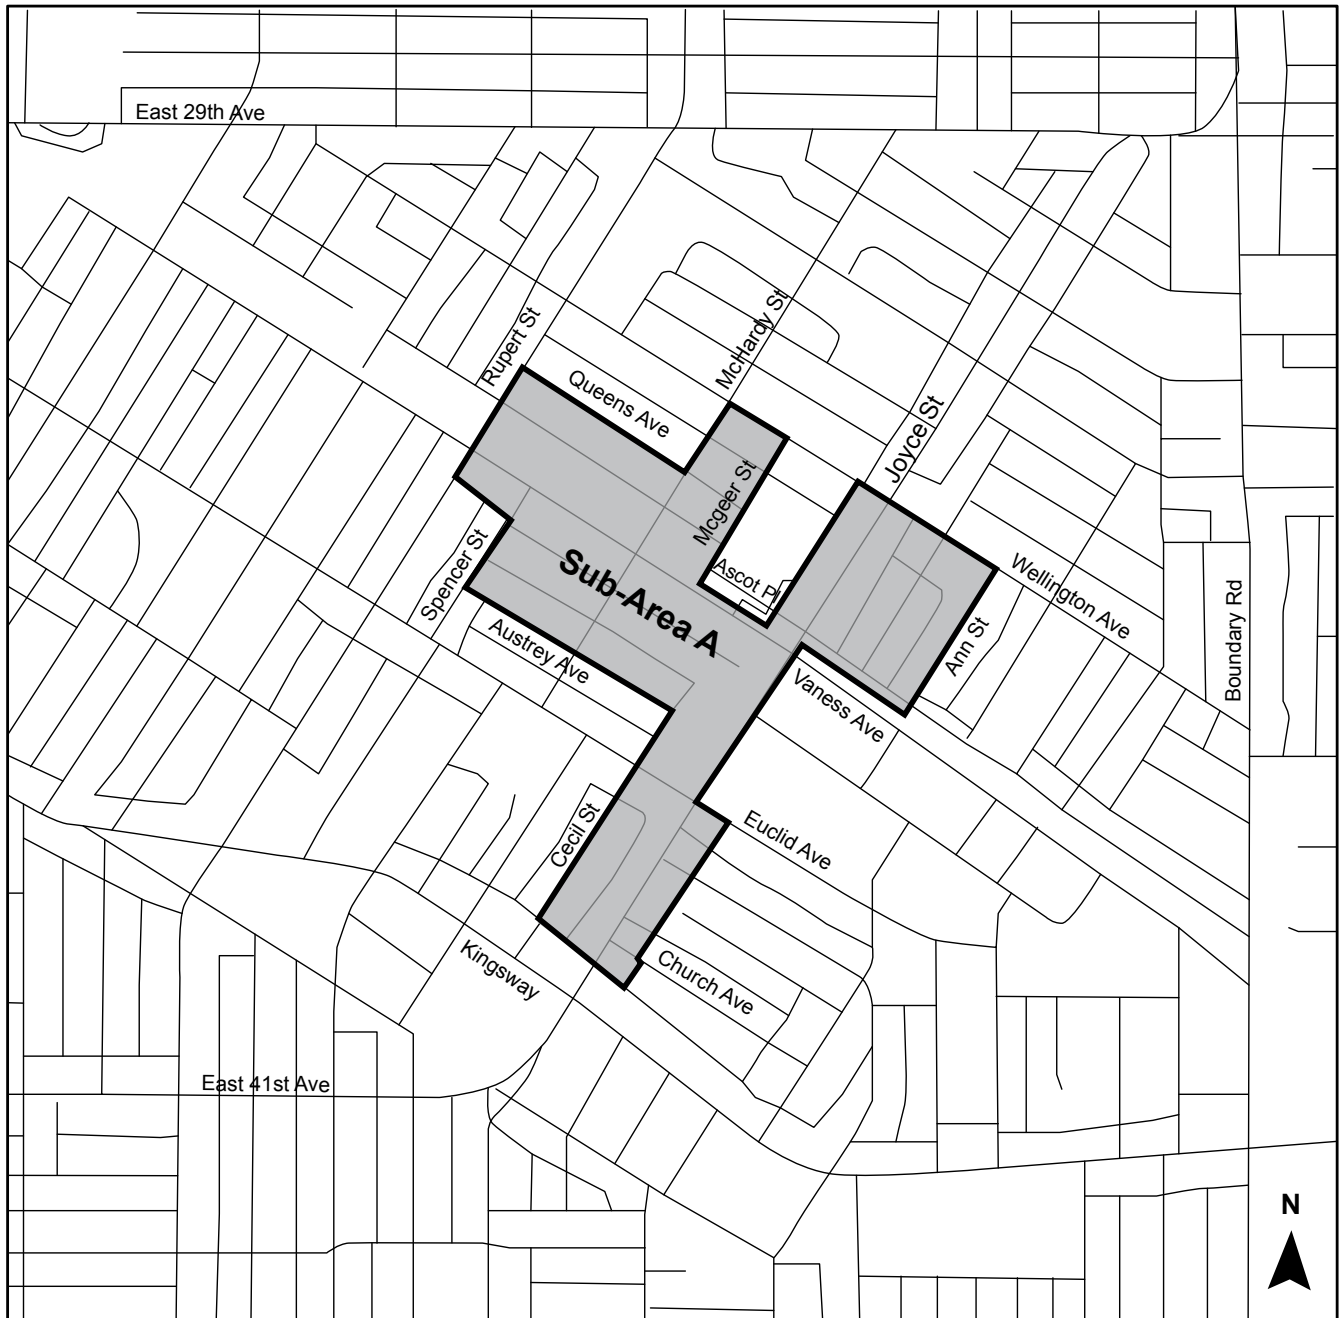 East 29th Ave
Rupert St
McHardy St
Queens Ave
Joyce St
Mcgeer St
Spencer St
Sub-Area A
Ascot Pl
Wellington Ave
Ann St
Boundary Rd
Austrey Ave
Vaness Ave
Cecil St
Euclid Ave
Kingsway
Church Ave
East 41st Ave
N